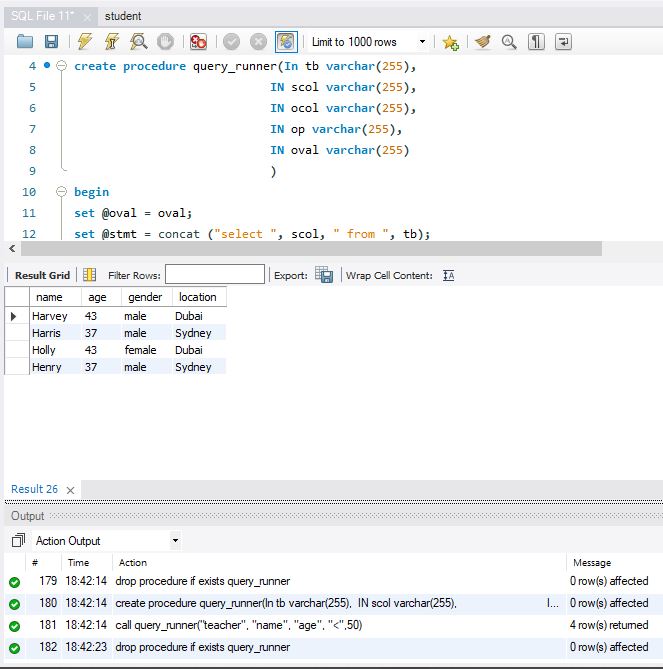 SQL File 11* student
Limit to 1000 rows
4 create procedure query_runner(In tb varchar(255),
5 IN scol varchar(255),
6 IN ocol varchar(255),
7 IN op varchar(255),
8 IN oval varchar(255)
9 )
10 begin
11 set @oval = oval;
12 set @stmt = concat ("select ", scol, " from ", tb);
Result Grid Filter Rows: Export: Wrap Cell Content:
name age gender location
Harvey 43 male Dubai
Harris 37 male Sydney
Holly 43 female Dubai
Henry 37 male Sydney
Result 26
Output
Action Output
# Time Action Message
179 18:42:14 drop procedure if exists query_runner 0 row(s) affected
180 18:42:14 create procedure query_runner(In tb varchar(255), IN scol varchar(255), I... 0 row(s) affected
181 18:42:14 call query_runner("teacher", "name", "age", "<",50) 4 row(s) returned
182 18:42:23 drop procedure if exists query_runner 0 row(s) affected